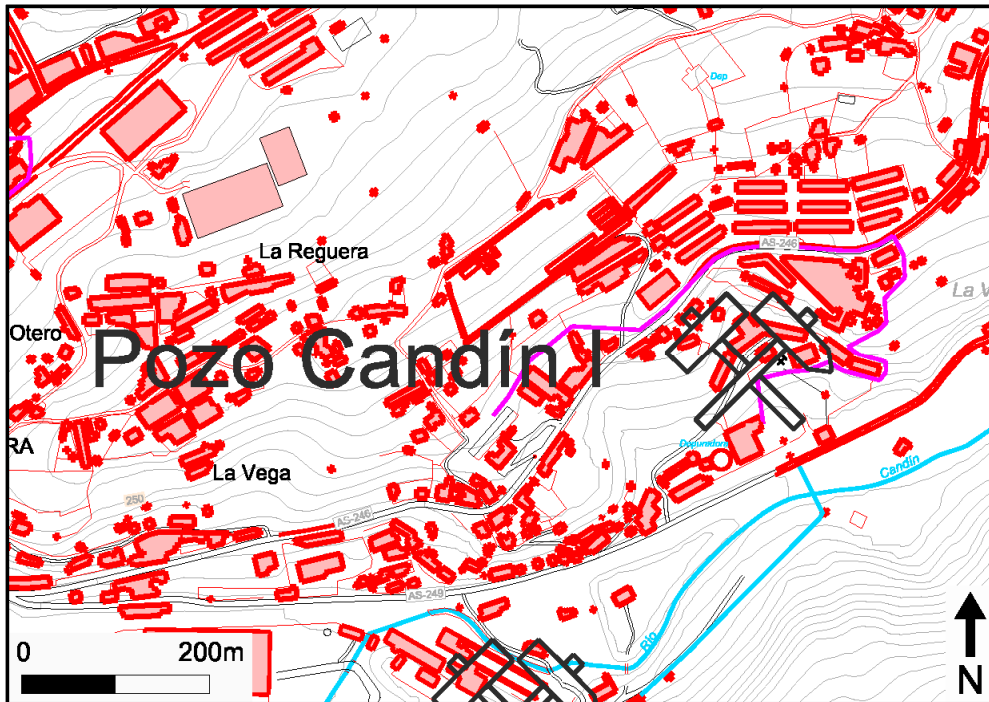 Dep
AS-246
La Reguera
La V
Otero
Pozo Candín I
RA
Depuradora
Candín
La Vega
250
AS-246
AS-249
Río
0 200m
N